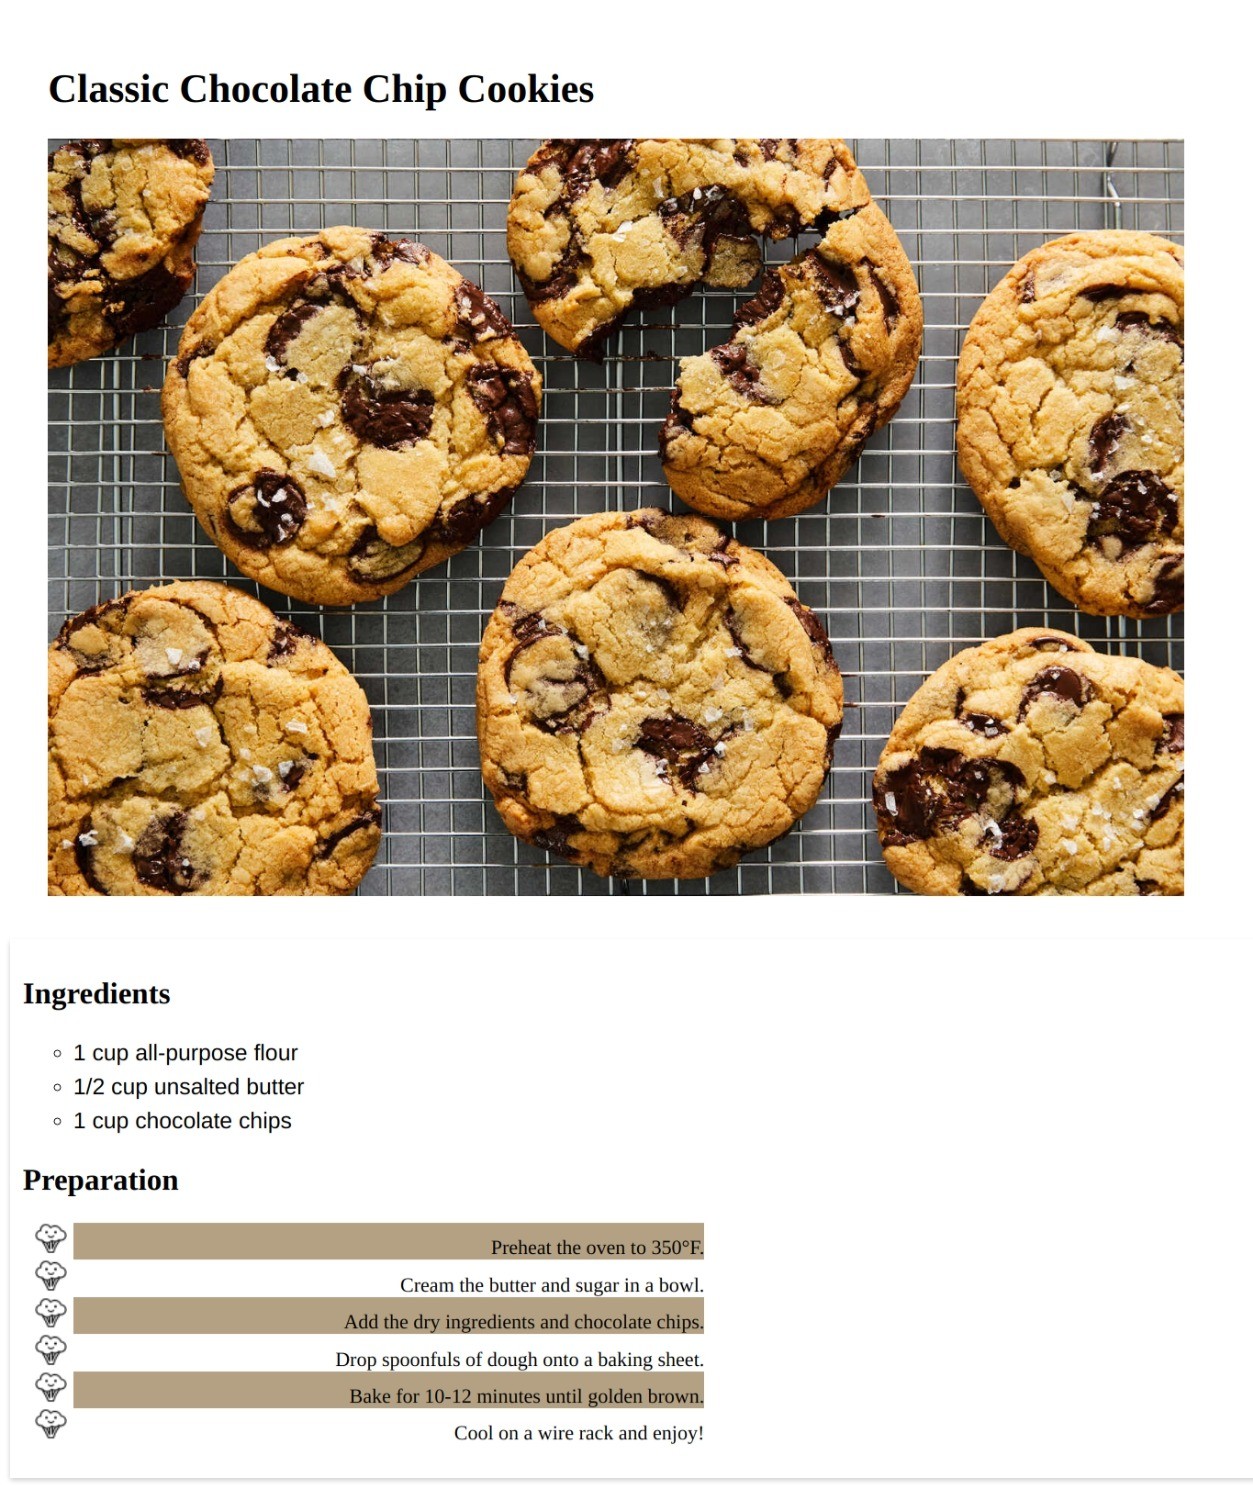 Classic Chocolate Chip Cookies
Ingredients
1 cup all-purpose flour
1/2 cup unsalted butter
1 cup chocolate chips
Preparation
Preheat the oven to 350°F.
Cream the butter and sugar in a bowl.
Add the dry ingredients and chocolate chips.
Drop spoonfuls of dough onto a baking sheet.
Bake for 10-12 minutes until golden brown.
Cool on a wire rack and enjoy!